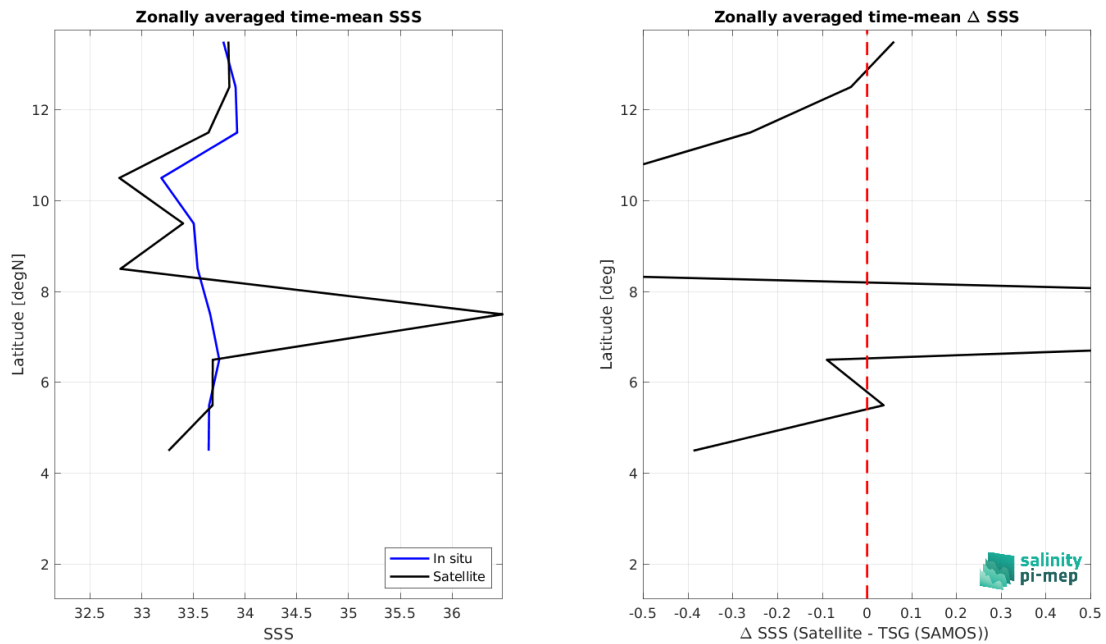 Zonally averaged time-mean SSS
Latitude [degN]
12
10
8
6
4
2
32.5 33 33.5 34 34.5 35 35.5 36
SSS
In situ
Satellite
Zonally averaged time-mean Δ SSS
Latitude [deg]
12
10
8
6
4
2
-0.5 -0.4 -0.3 -0.2 -0.1 0 0.1 0.2 0.3 0.4 0.5
Δ SSS (Satellite - TSG (SAMOS))
salinity
pi-mep